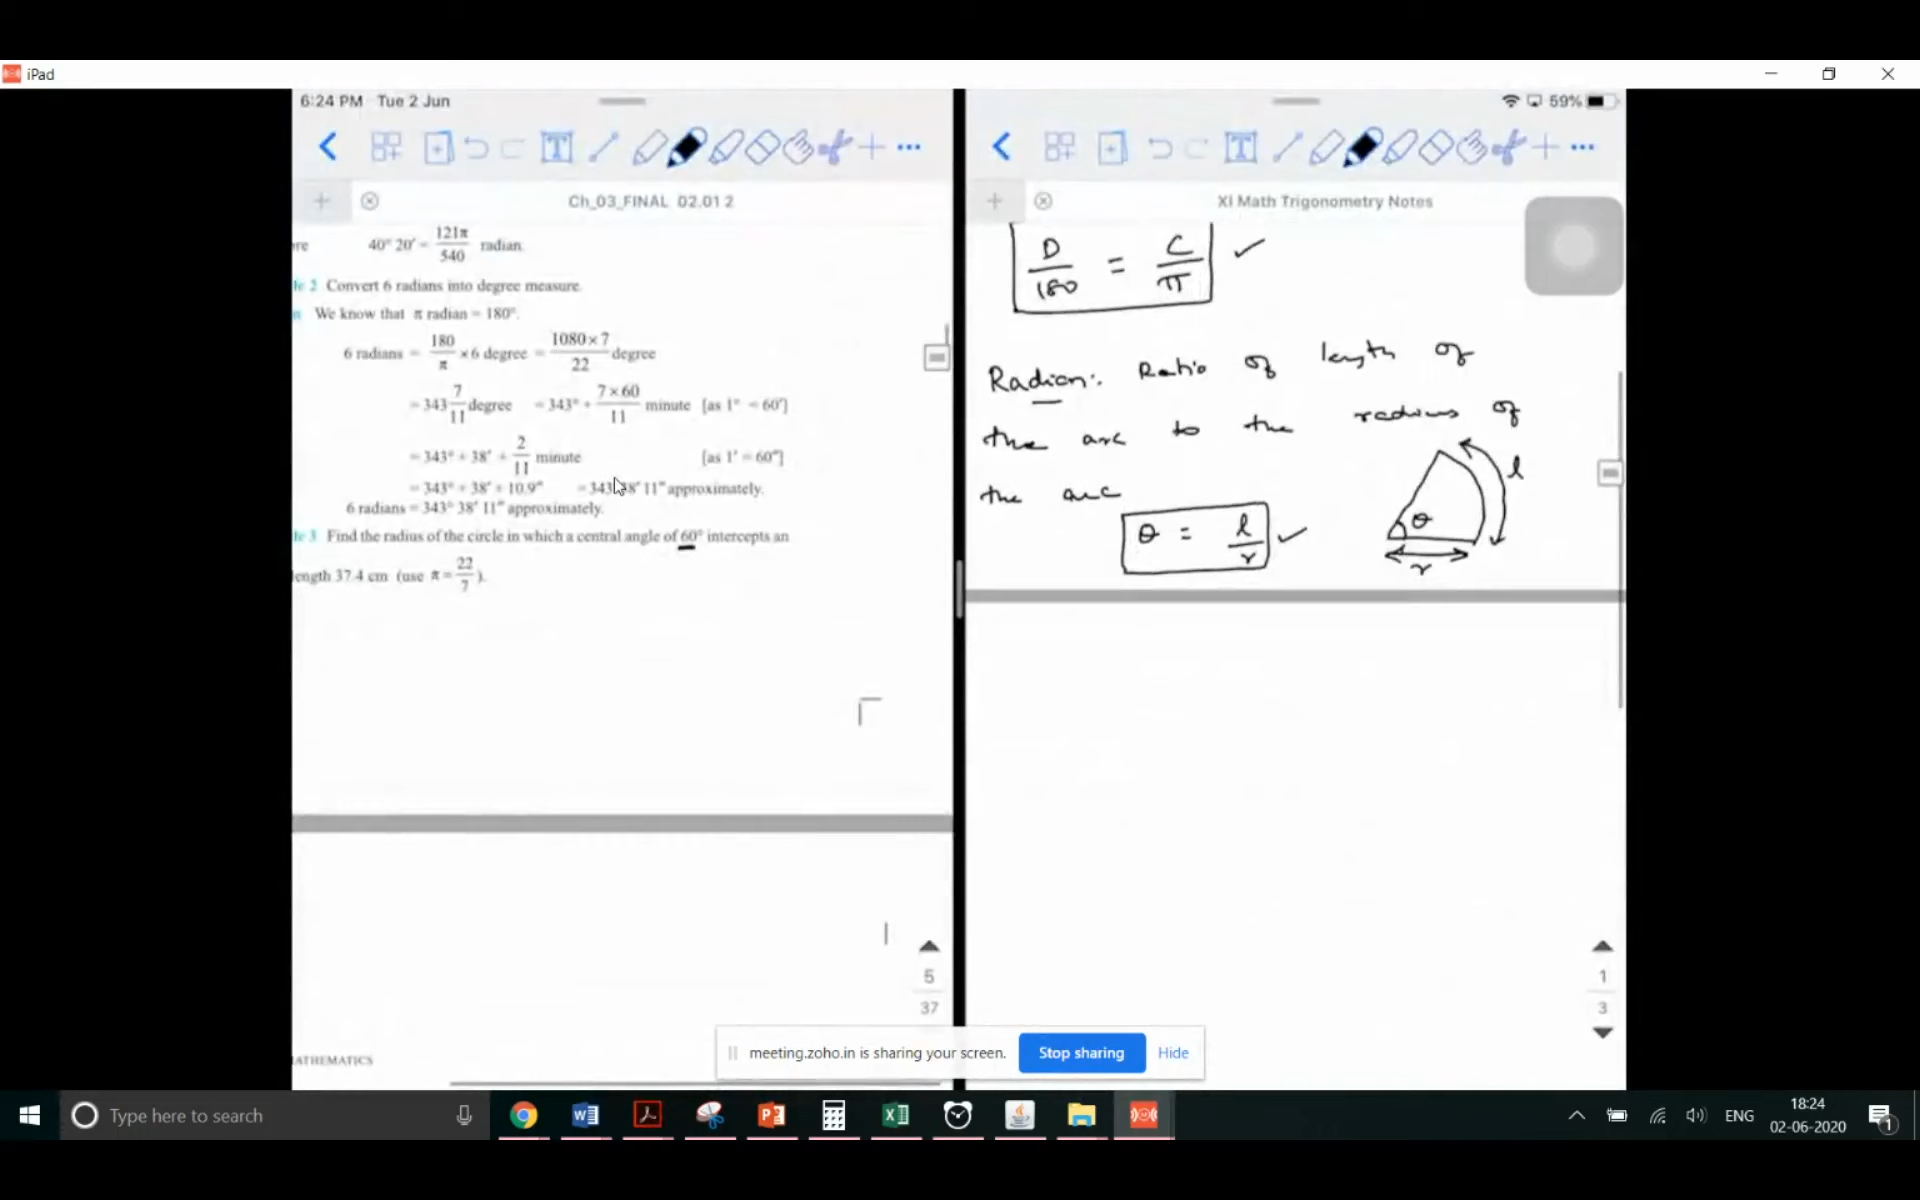 iPad
6:24 PM Tue 2 Jun
59%
Ch_03_FINAL 02.01 2
XI Math Trigonometry Notes
re 40° 20′ = 121π/540 radian.
le 2 Convert 6 radians into degree measure.
n We know that π radian = 180°.
6 radians = 180/π × 6 degree = 1080 × 7/22 degree
= 343 7/11 degree = 343° + 7 × 60/11 minute [as 1° = 60′]
= 343° + 38′ + 2/11 minute [as 1′ = 60″]
= 343° + 38′ + 10.9″ = 343° 38′ 11″ approximately.
6 radians = 343° 38′ 11″ approximately.
le 3 Find the radius of the circle in which a central angle of 60° intercepts an
length 37.4 cm (use π = 22/7).
5
37
ATHEMATICS
D/180 = C/π ✓
Radian: Ratio of length of
the arc to the radius of
the arc
θ = l/r ✓
θ
l
r
1
3
meeting.zoho.in is sharing your screen. Stop sharing Hide
Type here to search
ENG
18:24
02-06-2020
1